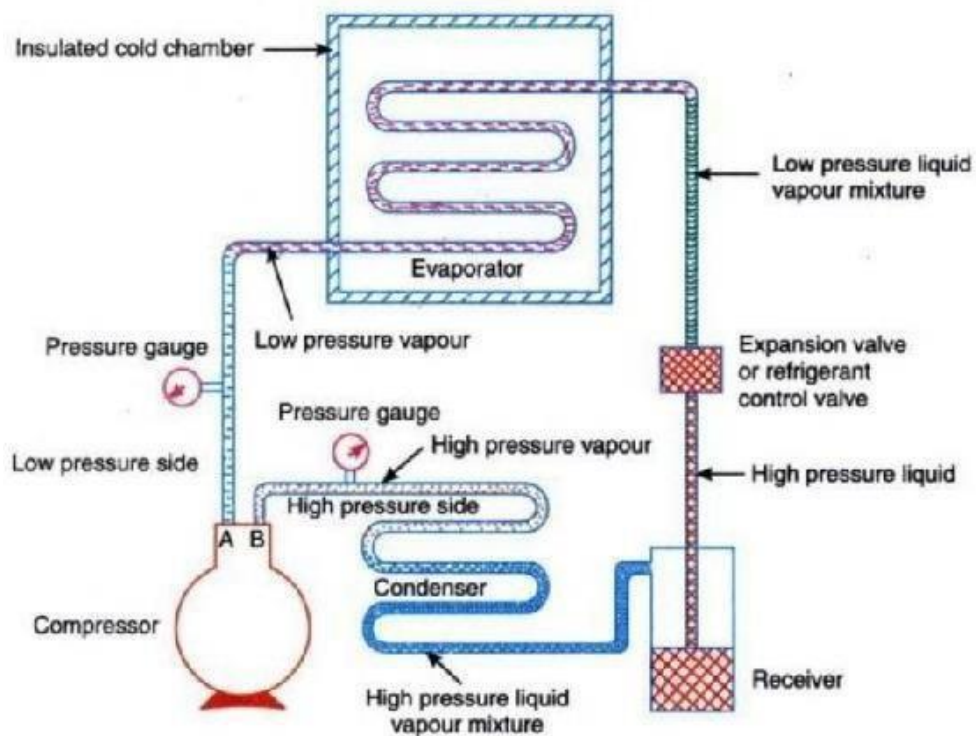 Insulated cold chamber
Low pressure liquid
vapour mixture
Evaporator
Pressure gauge
Low pressure vapour
Expansion valve
or refrigerant
control valve
Pressure gauge
High pressure vapour
Low pressure side
High pressure liquid
High pressure side
A B
Condenser
Compressor
Receiver
High pressure liquid
vapour mixture